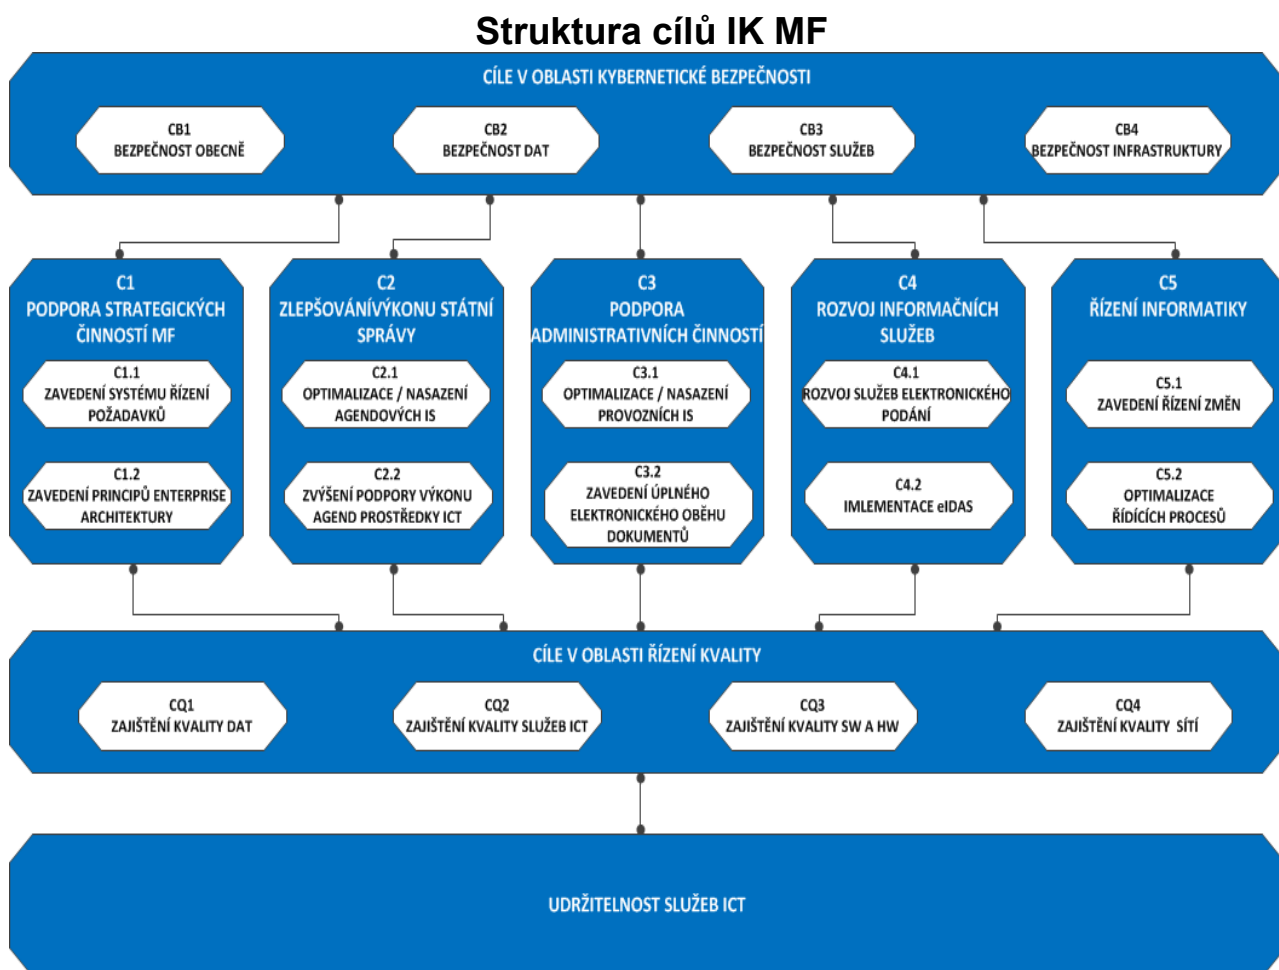 Struktura cílů IK MF
CÍLE V OBLASTI KYBERNETICKÉ BEZPEČNOSTI
CB1
BEZPEČNOST OBECNĚ
CB2
BEZPEČNOST DAT
CB3
BEZPEČNOST SLUŽEB
CB4
BEZPEČNOST INFRASTRUKTURY
C1
PODPORA STRATEGICKÝCH
ČINNOSTÍ MF
C1.1
ZAVEDENÍ SYSTÉMU ŘÍZENÍ
POŽADAVKŮ
C1.2
ZAVEDENÍ PRINCIPŮ ENTERPRISE
ARCHITEKTURY
C2
ZLEPŠOVÁNÍVÝKONU STÁTNÍ
SPRÁVY
C2.1
OPTIMALIZACE / NASAZENÍ
AGENDOVÝCH IS
C2.2
ZVÝŠENÍ PODPORY VÝKONU
AGEND PROSTŘEDKY ICT
C3
PODPORA
ADMINISTRATIVNÍCH ČINNOSTÍ
C3.1
OPTIMALIZACE / NASAZENÍ
PROVOZNÍCH IS
C3.2
ZAVEDENÍ ÚPLNÉHO
ELEKTRONICKÉHO OBĚHU
DOKUMENTŮ
C4
ROZVOJ INFORMAČNÍCH
SLUŽEB
C4.1
ROZVOJ SLUŽEB ELEKTRONICKÉHO
PODÁNÍ
C4.2
IMLEMENTACE eIDAS
C5
ŘÍZENÍ INFORMATIKY
C5.1
ZAVEDENÍ ŘÍZENÍ ZMĚN
C5.2
OPTIMALIZACE
ŘÍDÍCÍCH PROCESŮ
CÍLE V OBLASTI ŘÍZENÍ KVALITY
CQ1
ZAJIŠTĚNÍ KVALITY DAT
CQ2
ZAJIŠTĚNÍ KVALITY SLUŽEB ICT
CQ3
ZAJIŠTĚNÍ KVALITY SW A HW
CQ4
ZAJIŠTĚNÍ KVALITY SÍTÍ
UDRŽITELNOST SLUŽEB ICT